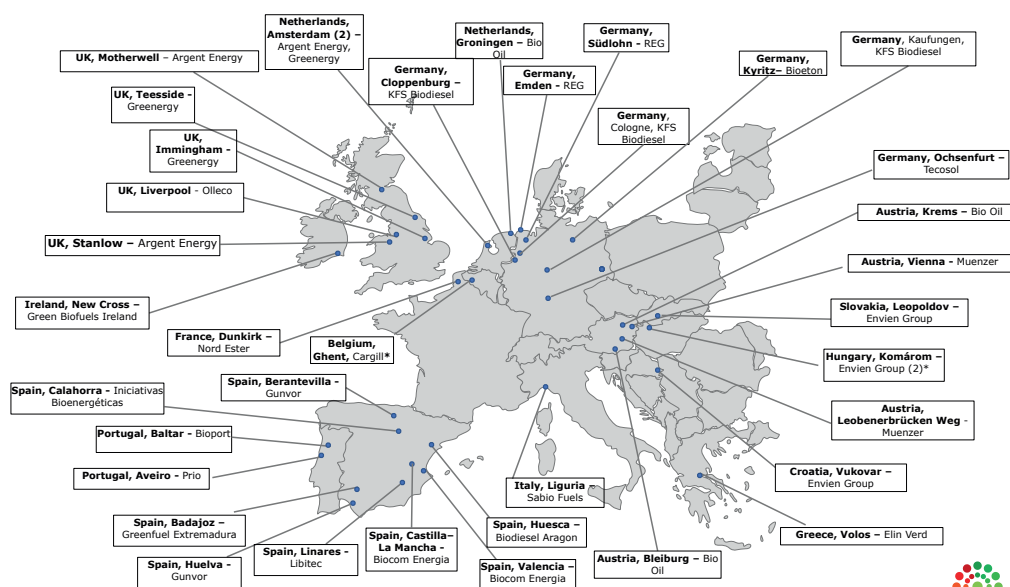 Netherlands,
Amsterdam (2) –
Argent Energy,
Greenergy
Netherlands,
Groningen – Bio
Oil
Germany,
Südlohn - REG
Germany, Kaufungen,
KFS Biodiesel
UK, Motherwell – Argent Energy
Germany,
Cloppenburg –
KFS Biodiesel
Germany,
Emden - REG
Germany,
Kyritz– Bioeton
UK, Teesside -
Greenergy
Germany,
Cologne, KFS
Biodiesel
UK,
Immingham -
Greenergy
Germany, Ochsenfurt –
Tecosol
UK, Liverpool - Olleco
Austria, Krems – Bio Oil
UK, Stanlow – Argent Energy
Austria, Vienna - Muenzer
Ireland, New Cross –
Green Biofuels Ireland
Slovakia, Leopoldov –
Envien Group
France, Dunkirk –
Nord Ester
Belgium,
Ghent, Cargill*
Hungary, Komárom –
Envien Group (2)*
Spain, Calahorra - Iniciativas
Bioenergéticas
Spain, Berantevilla -
Gunvor
Austria,
Leobenerbrücken Weg -
Muenzer
Portugal, Baltar - Bioport
Portugal, Aveiro - Prio
Italy, Liguria –
Sabio Fuels
Croatia, Vukovar –
Envien Group
Spain, Badajoz –
Greenfuel Extremadura
Spain, Huesca –
Biodiesel Aragon
Greece, Volos – Elin Verd
Spain, Huelva -
Gunvor
Spain, Linares -
Libitec
Spain, Castilla–
La Mancha -
Biocom Energia
Spain, Valencia –
Biocom Energia
Austria, Bleiburg – Bio
Oil